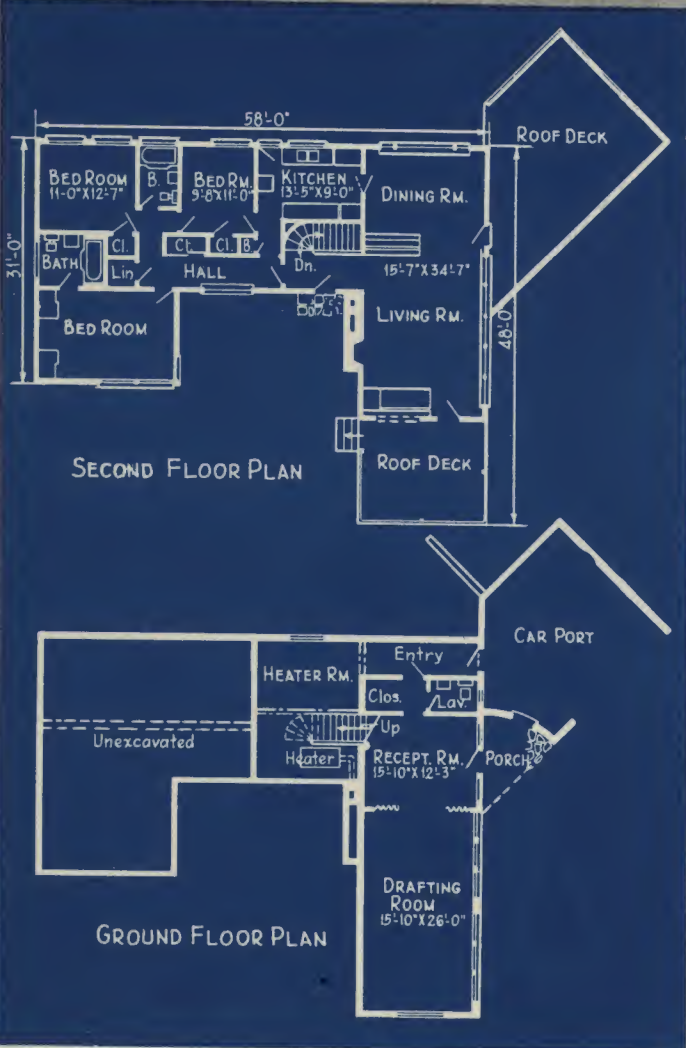 58'-0"
ROOF DECK
BED ROOM
11'-0"X12'-7"
B.
BED RM.
9'-8"X11'-0"
KITCHEN
13'-5"X9'-0"
DINING RM.
31'-0"
BATH
Cl.
Lin.
Ct.
Cl.
B.
HALL
Dn.
15'-7"X34'-7"
LIVING RM.
48'-0"
BED ROOM
ROOF DECK
SECOND FLOOR PLAN
CAR PORT
Entry
HEATER RM.
Clos.
Lav.
Up
Unexcavated
Heater
RECEPT. RM.
15'-10"X12'-3"
PORCH
DRAFTING
ROOM
15'-10"X26'-0"
GROUND FLOOR PLAN